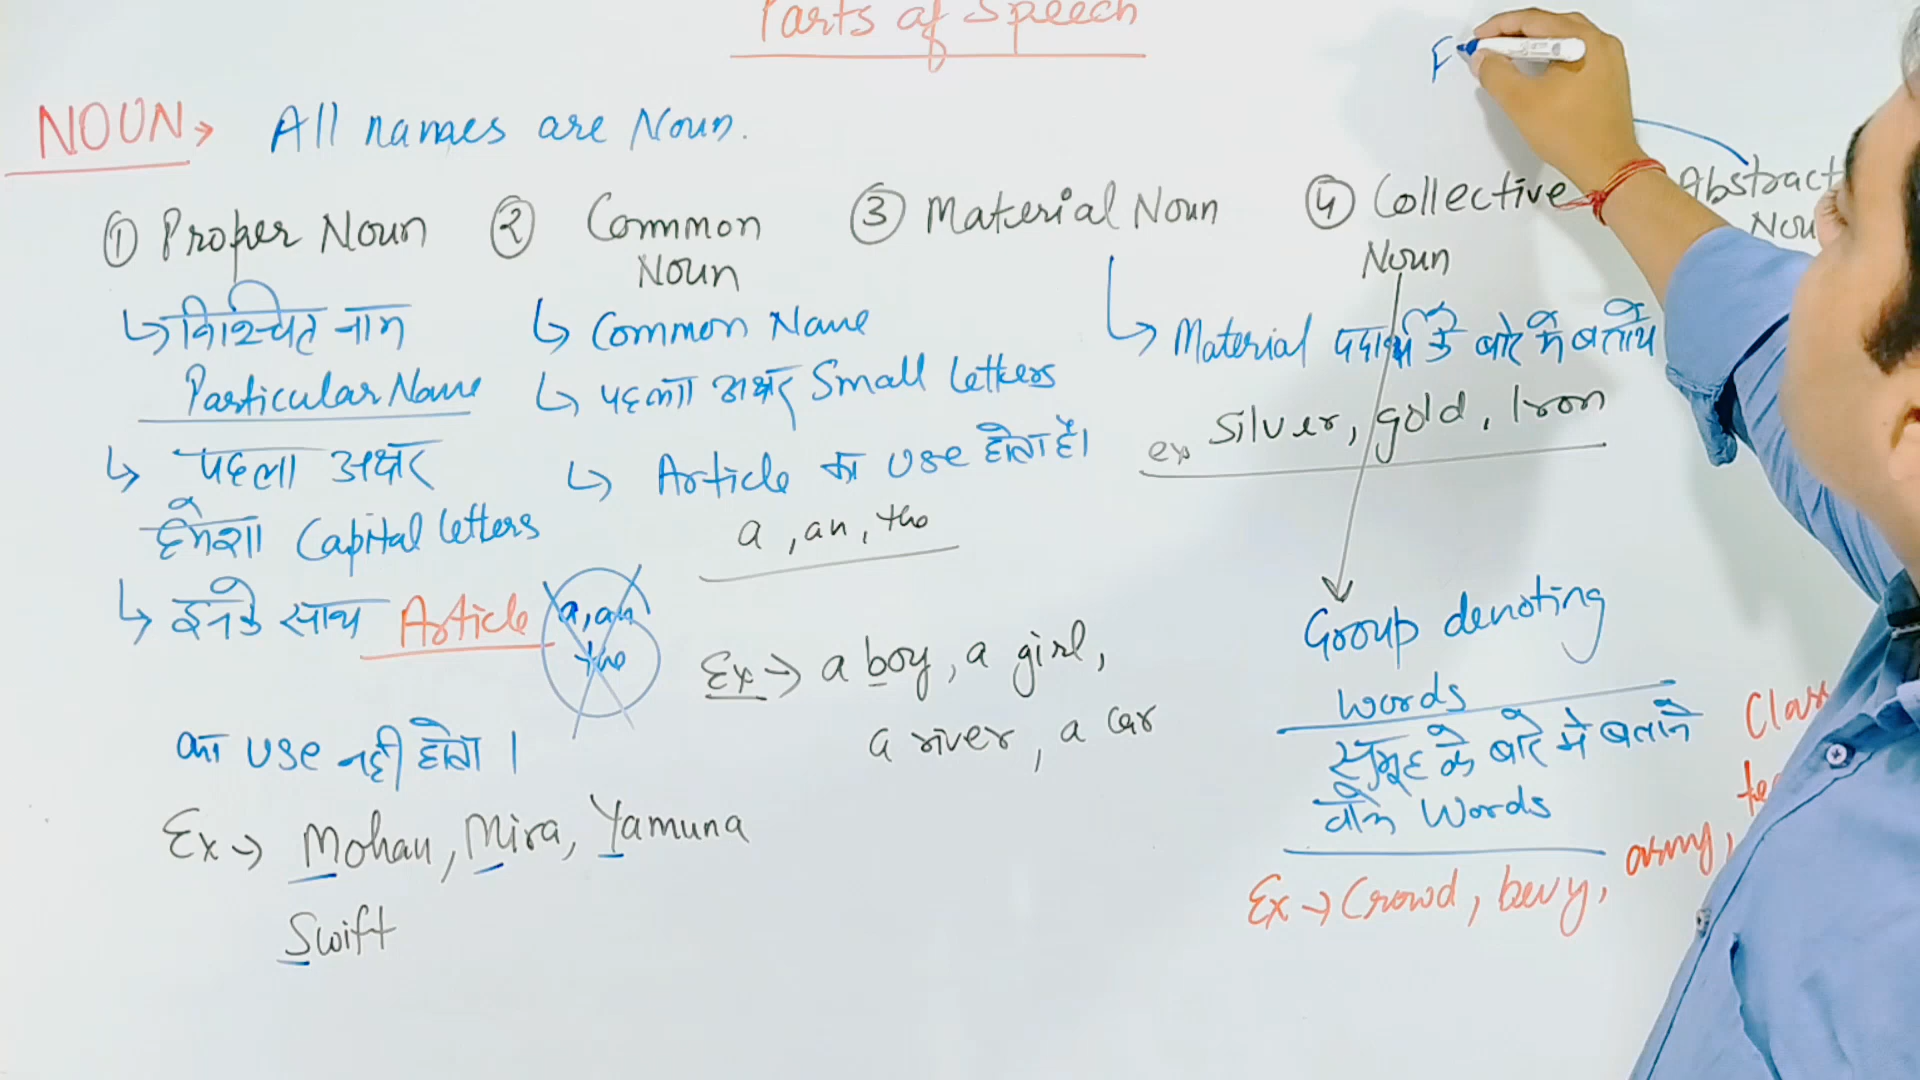 Parts of Speech
NOUN → All names are Noun.
① Proper Noun
↳ निश्चित नाम
Particular Name
↳ पहला अक्षर
हमेशा Capital letters
↳ इनके साथ Article a, an
the
का use नही होता ।
Ex → Mohan, Mira, Yamuna
Swift
② Common
Noun
↳ Common Name
↳ पहला अक्षर Small letters
↳ Article का use होता है।
a, an, the
Ex → a boy, a girl,
a river, a car
③ Material Noun
↳ Material पदार्थ के बारे में बताये
ex silver, gold, Iron
④ Collective
Noun
Group denoting
words
समूह के बारे मे बताने
वाले Words
Ex → Crowd, bevy, army,
Abstract